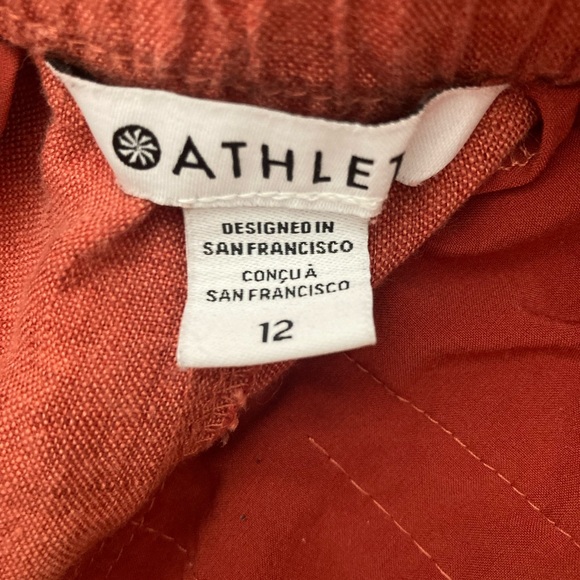 ATHLET
DESIGNED IN
SAN FRANCISCO
CONÇU À
SAN FRANCISCO
12